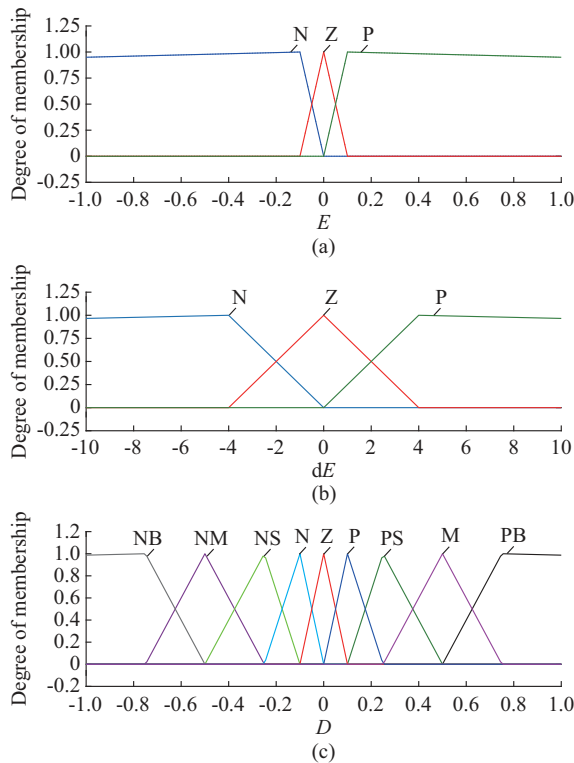 N Z P
1.25
1.00
0.75
0.50
0.25
0
-0.25
Degree of membership
-1.0 -0.8 -0.6 -0.4 -0.2 0 0.2 0.4 0.6 0.8 1.0
E
(a)
N Z P
1.25
1.00
0.75
0.50
0.25
0
-0.25
Degree of membership
-10 -8 -6 -4 -2 0 2 4 6 8 10
dE
(b)
NB NM NS N Z P PS M PB
1.2
1.0
0.8
0.6
0.4
0.2
0
-0.2
Degree of membership
-1.0 -0.8 -0.6 -0.4 -0.2 0 0.2 0.4 0.6 0.8 1.0
D
(c)